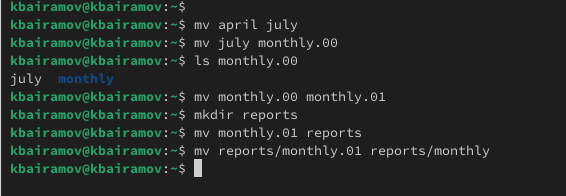 kbairamov@kbairamov:~$
kbairamov@kbairamov:~$ mv april july
kbairamov@kbairamov:~$ mv july monthly.00
kbairamov@kbairamov:~$ ls monthly.00
july  monthly
kbairamov@kbairamov:~$ mv monthly.00 monthly.01
kbairamov@kbairamov:~$ mkdir reports
kbairamov@kbairamov:~$ mv monthly.01 reports
kbairamov@kbairamov:~$ mv reports/monthly.01 reports/monthly
kbairamov@kbairamov:~$